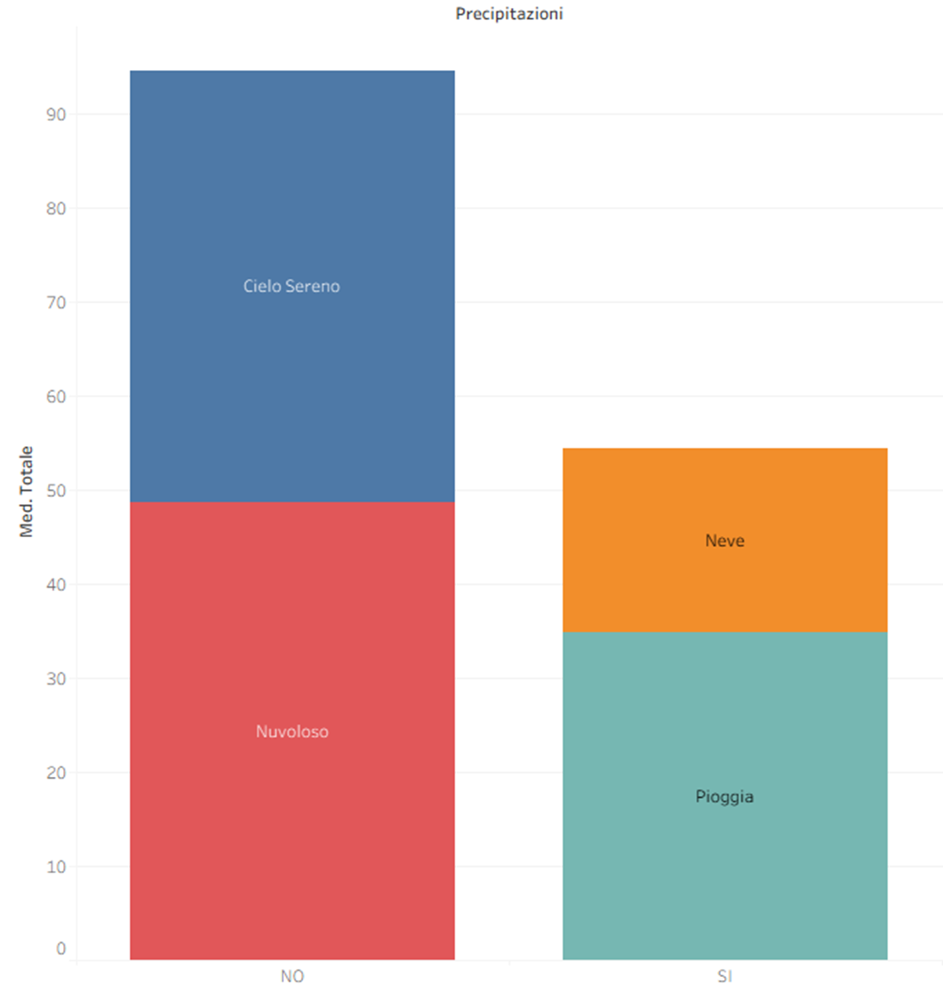 Precipitazioni
Med. Totale
90
80
70
60
50
40
30
20
10
0
Cielo Sereno
Nuvoloso
Neve
Pioggia
NO
SI